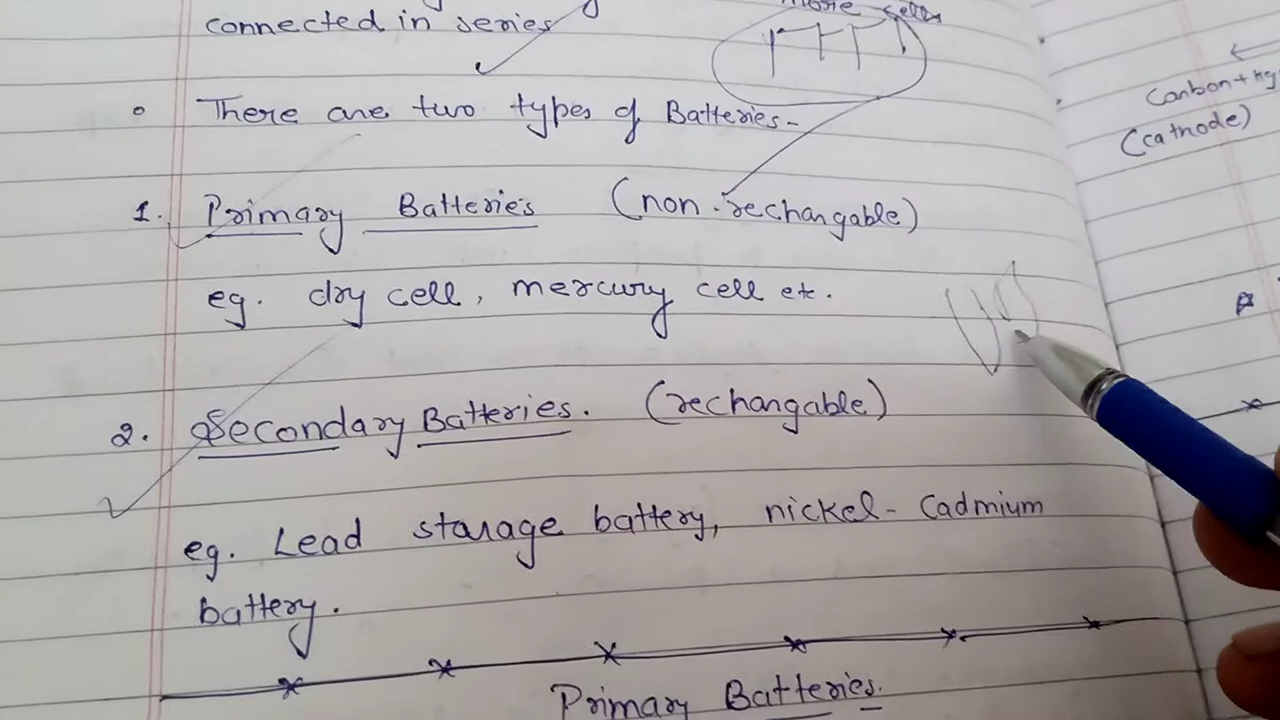 more cells
connected in series
There are two types of Batteries-
1. Primary Batteries (non-rechangable)
eg. dry cell, mercury cell etc.
2. Secondary Batteries. (rechangable)
eg. Lead starage battery, nickel-Cadmium
battery.
Primary Batteries.
Carbon+
(cathode)